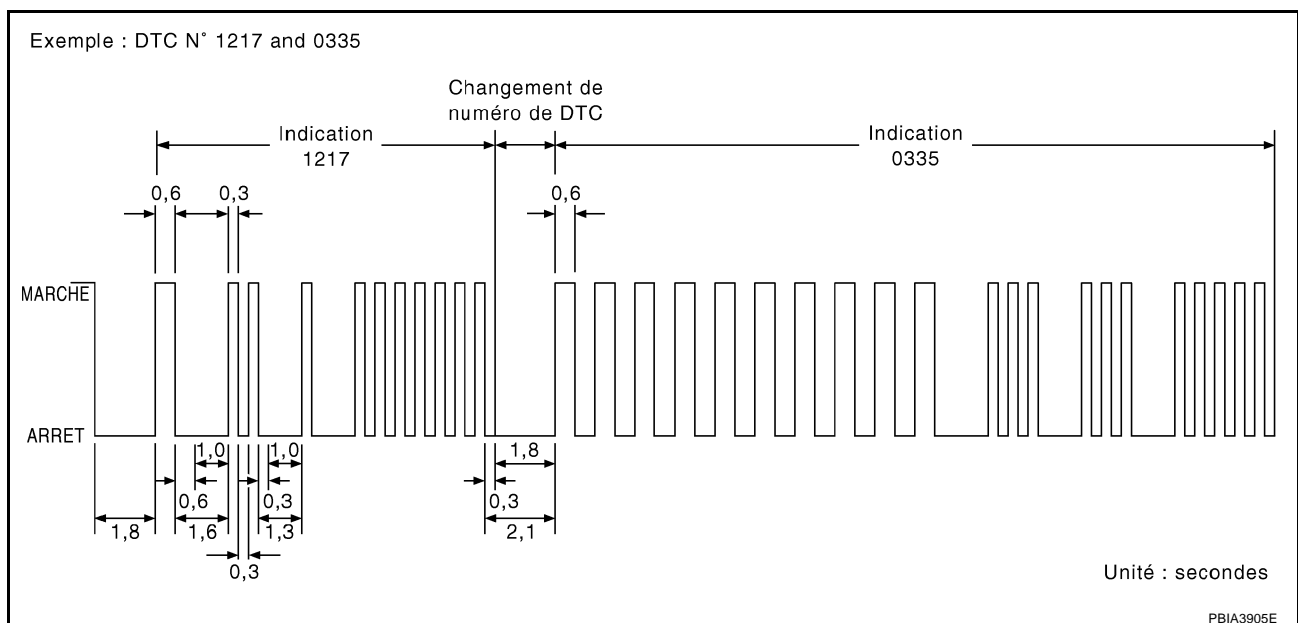 Exemple : DTC N° 1217 and 0335
Changement de
numéro de DTC
Indication
1217
Indication
0335
0,6
0,3
0,6
MARCHE
ARRET
1,0
1,0
1,8
0,6
0,3
0,3
1,8
1,6
1,3
2,1
0,3
Unité : secondes
PBIA3905E